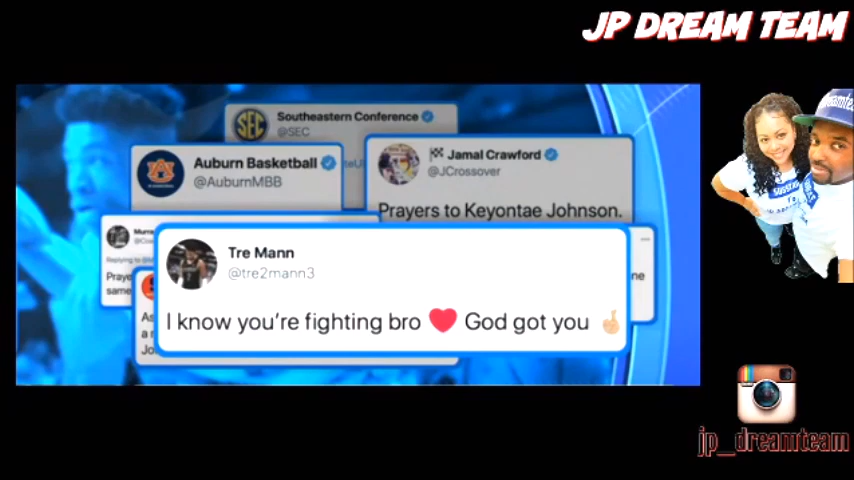 JP DREAM TEAM
Southeastern Conference
@SEC
Auburn Basketball
@AuburnMBB
Jamal Crawford
@JCrossover
Prayers to Keyontae Johnson.
Tre Mann
@tre2mann3
I know you're fighting bro ❤️ God got you ☝🏼
jp_dreamteam